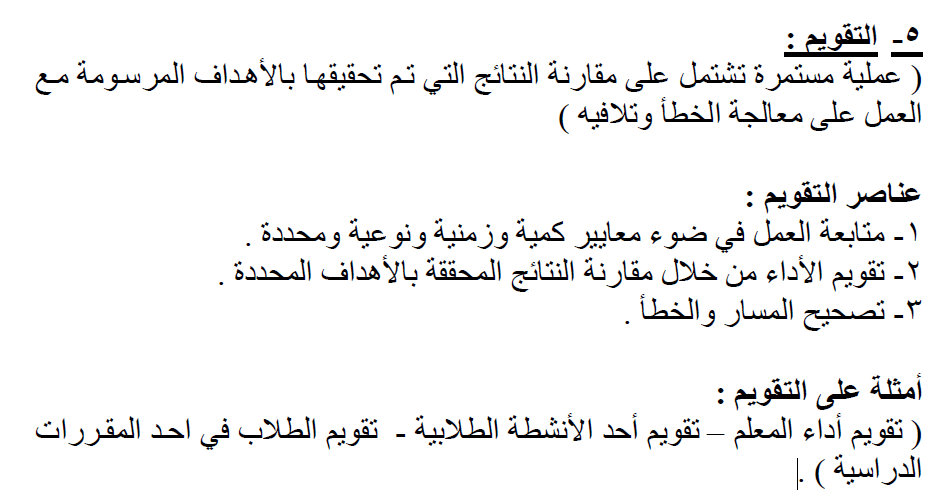 ٥- التقويم :
( عملية مستمرة تشتمل على مقارنة النتائج التي تم تحقيقها بالأهداف المرسومة مع
العمل على معالجة الخطأ وتلافيه )
عناصر التقويم :
١- متابعة العمل في ضوء معايير كمية وزمنية ونوعية ومحددة .
٢- تقويم الأداء من خلال مقارنة النتائج المحققة بالأهداف المحددة .
٣- تصحيح المسار والخطأ .
أمثلة على التقويم :
( تقويم أداء المعلم – تقويم أحد الأنشطة الطلابية - تقويم الطلاب في احد المقررات
الدراسية ) .